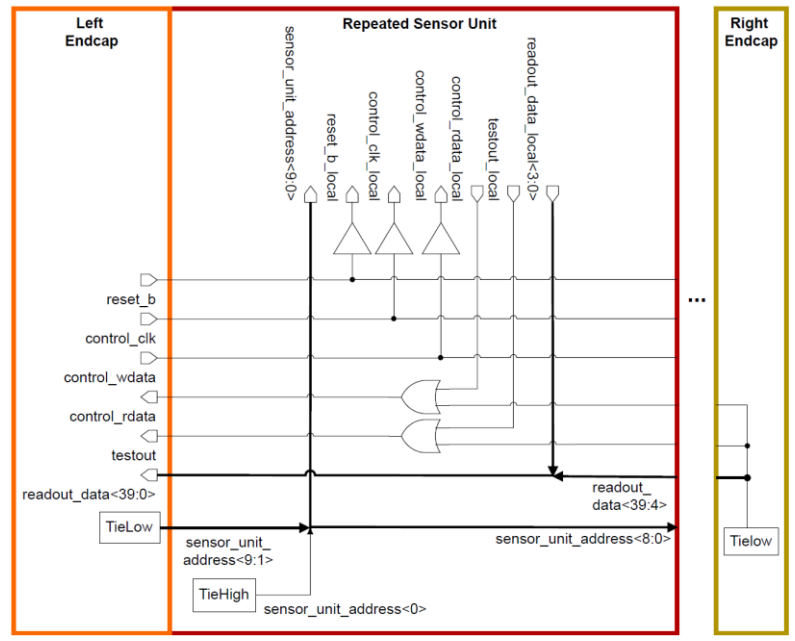 Left
Endcap
Repeated Sensor Unit
Right
Endcap
sensor_unit_address<9:0>
reset_b_local
control_clk_local
control_wdata_local
control_rdata_local
testout_local
readout_data_local<3:0>
reset_b
control_clk
control_wdata
control_rdata
testout
readout_data<39:0>
...
readout_
data<39:4>
TieLow
sensor_unit_
address<9:1>
sensor_unit_address<8:0>
Tielow
TieHigh
sensor_unit_address<0>